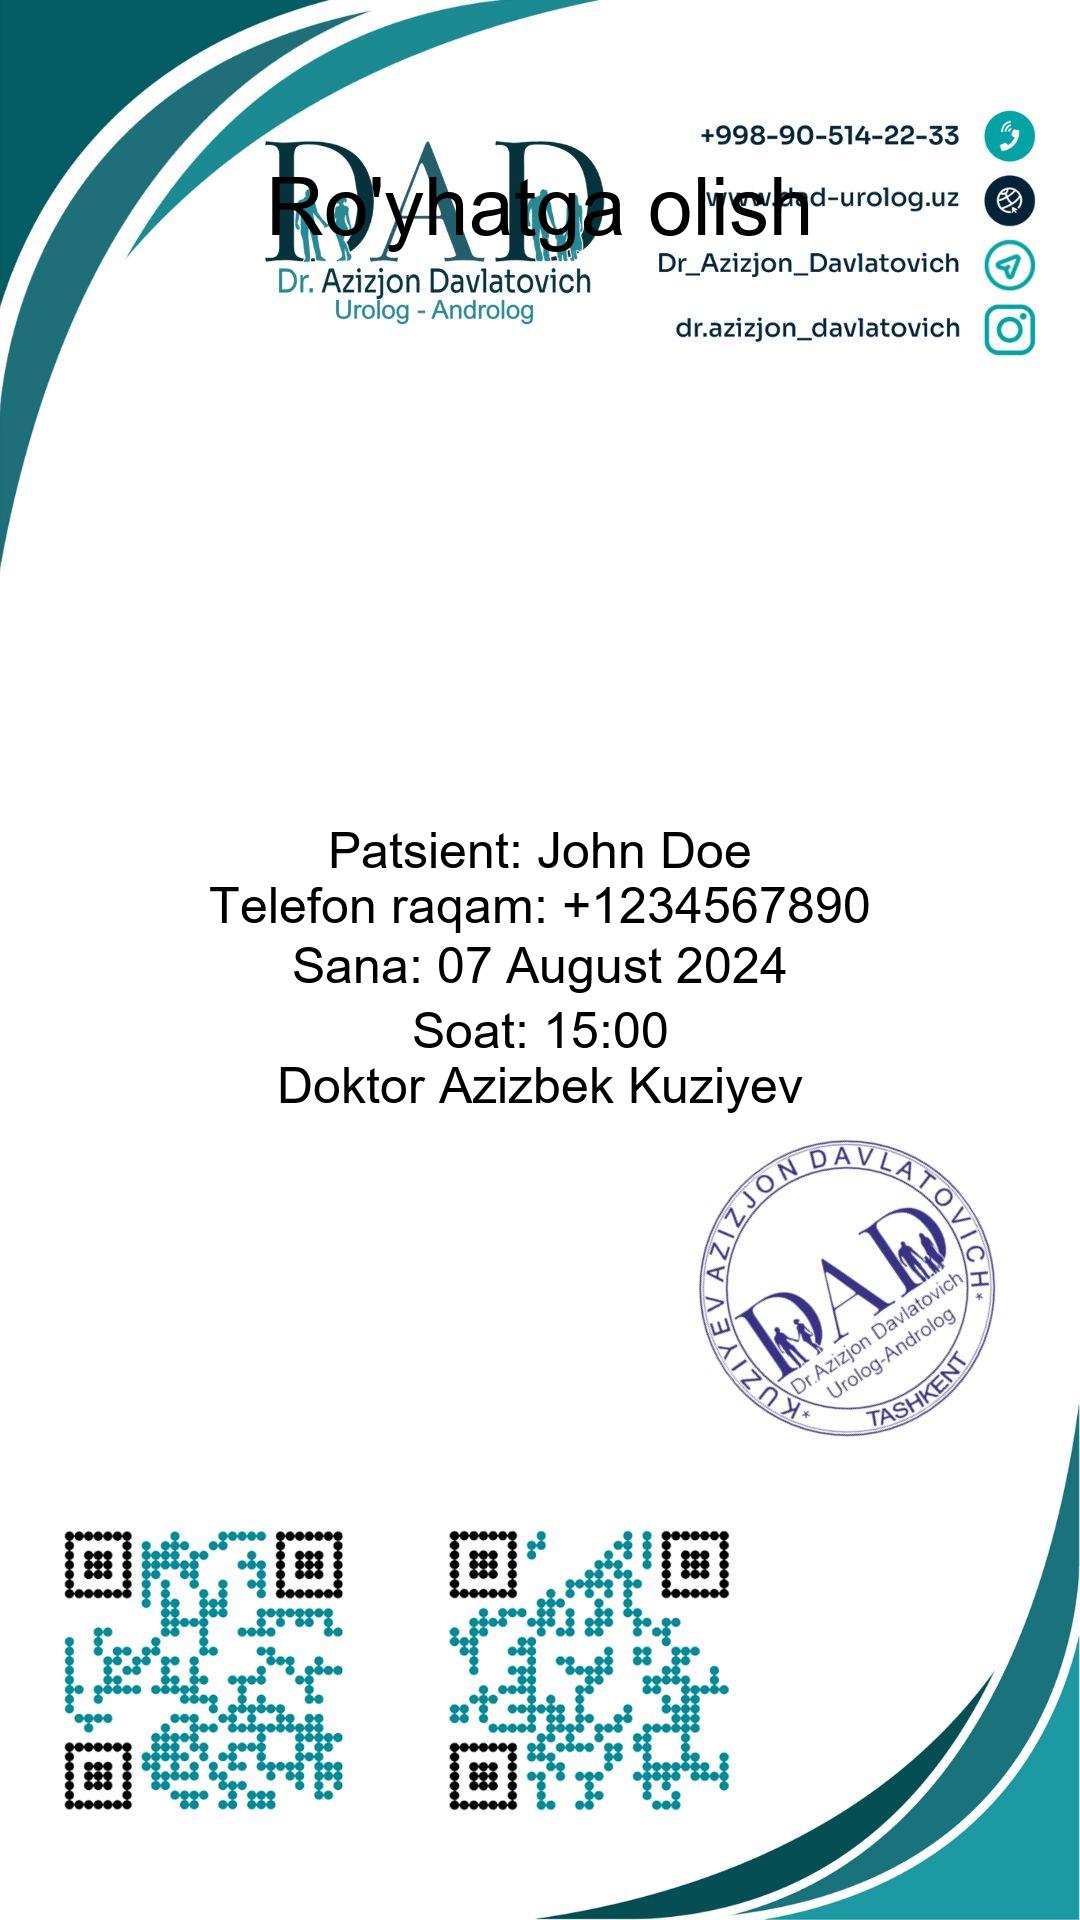 DAD
Dr. Azizjon Davlatovich
Urolog - Androlog
+998-90-514-22-33
www.dad-urolog.uz
Dr_Azizjon_Davlatovich
dr.azizjon_davlatovich
Ro'yhatga olish
Patsient: John Doe
Telefon raqam: +1234567890
Sana: 07 August 2024
Soat: 15:00
Doktor Azizbek Kuziyev
*KUZIYEV AZIZJON DAVLATOVICH*
DAD
Dr.Azizjon Davlatovich
Urolog-Androlog
TASHKENT